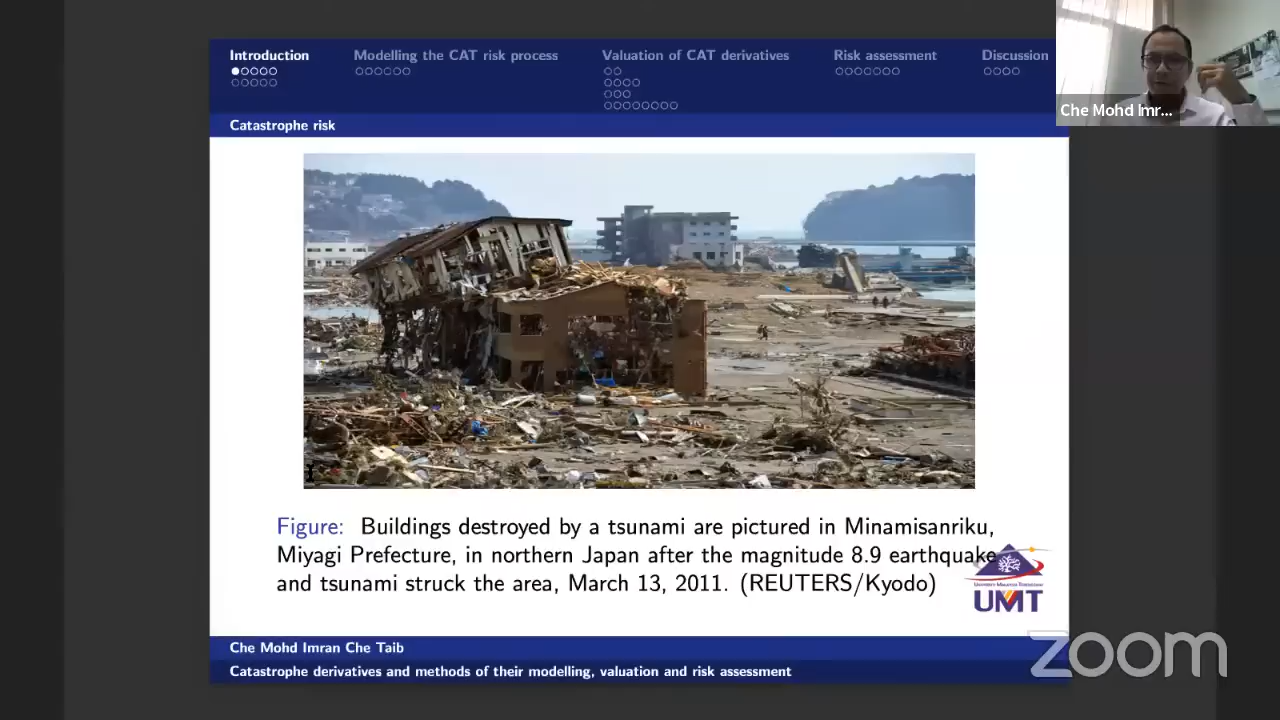 Introduction
Modelling the CAT risk process
Valuation of CAT derivatives
Risk assessment
Discussion
Che Mohd Imr...
Catastrophe risk
Figure: Buildings destroyed by a tsunami are pictured in Minamisanriku,
Miyagi Prefecture, in northern Japan after the magnitude 8.9 earthquake
and tsunami struck the area, March 13, 2011. (REUTERS/Kyodo)
UMT
Che Mohd Imran Che Taib
Catastrophe derivatives and methods of their modelling, valuation and risk assessment
zoom